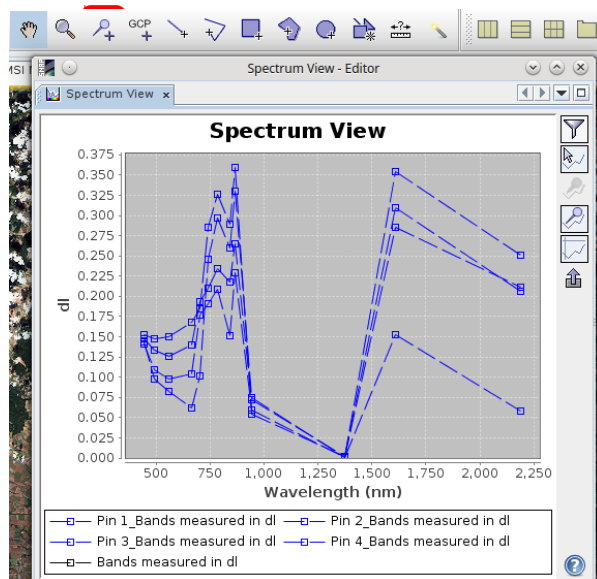 GCP
MSI
Spectrum View - Editor
Spectrum View
Spectrum View
0.375
0.350
0.325
0.300
0.275
0.250
0.225
0.200
0.175
0.150
0.125
0.100
0.075
0.050
0.025
0.000
dl
500 750 1,000 1,250 1,500 1,750 2,000 2,250
Wavelength (nm)
Pin 1_Bands measured in dl Pin 2_Bands measured in dl
Pin 3_Bands measured in dl Pin 4_Bands measured in dl
Bands measured in dl